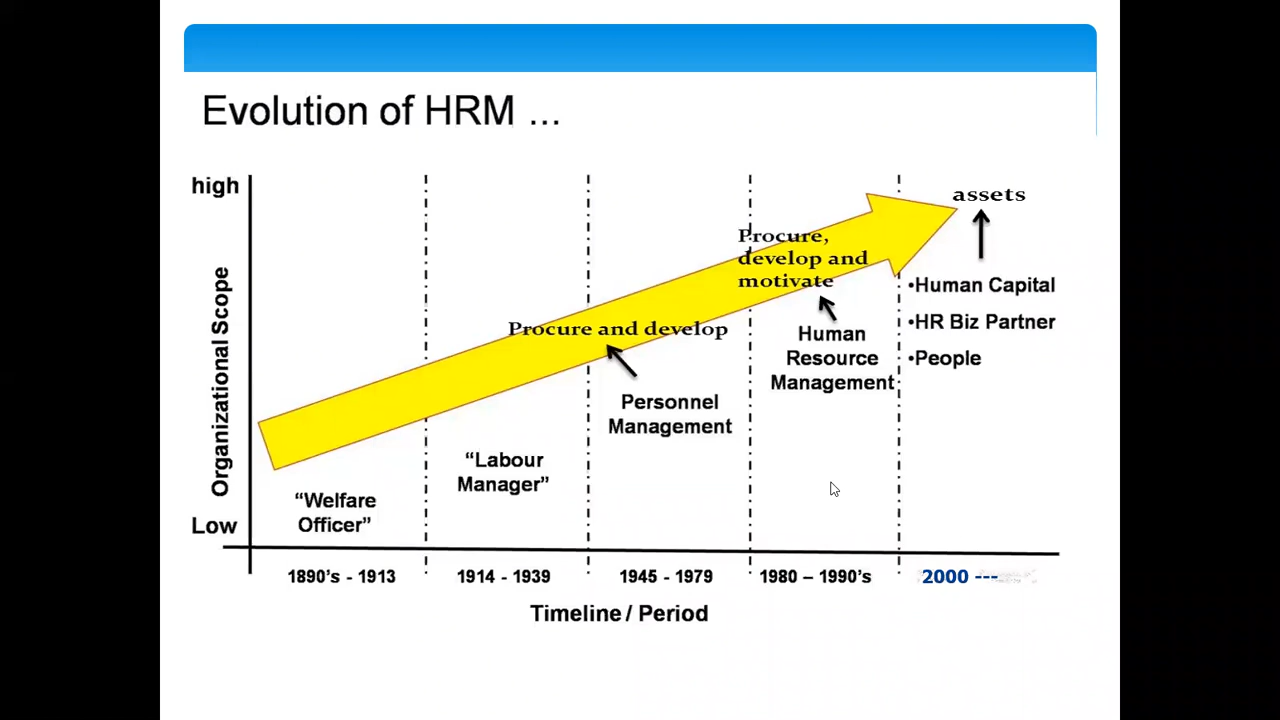 Evolution of HRM ...
high
assets
Procure,
develop and
motivate
•Human Capital
•HR Biz Partner
•People
Procure and develop
Human
Resource
Management
Personnel
Management
Organizational Scope
“Labour
Manager”
“Welfare
Officer”
Low
1890’s - 1913
1914 - 1939
1945 - 1979
1980 – 1990’s
2000 ---
Timeline / Period